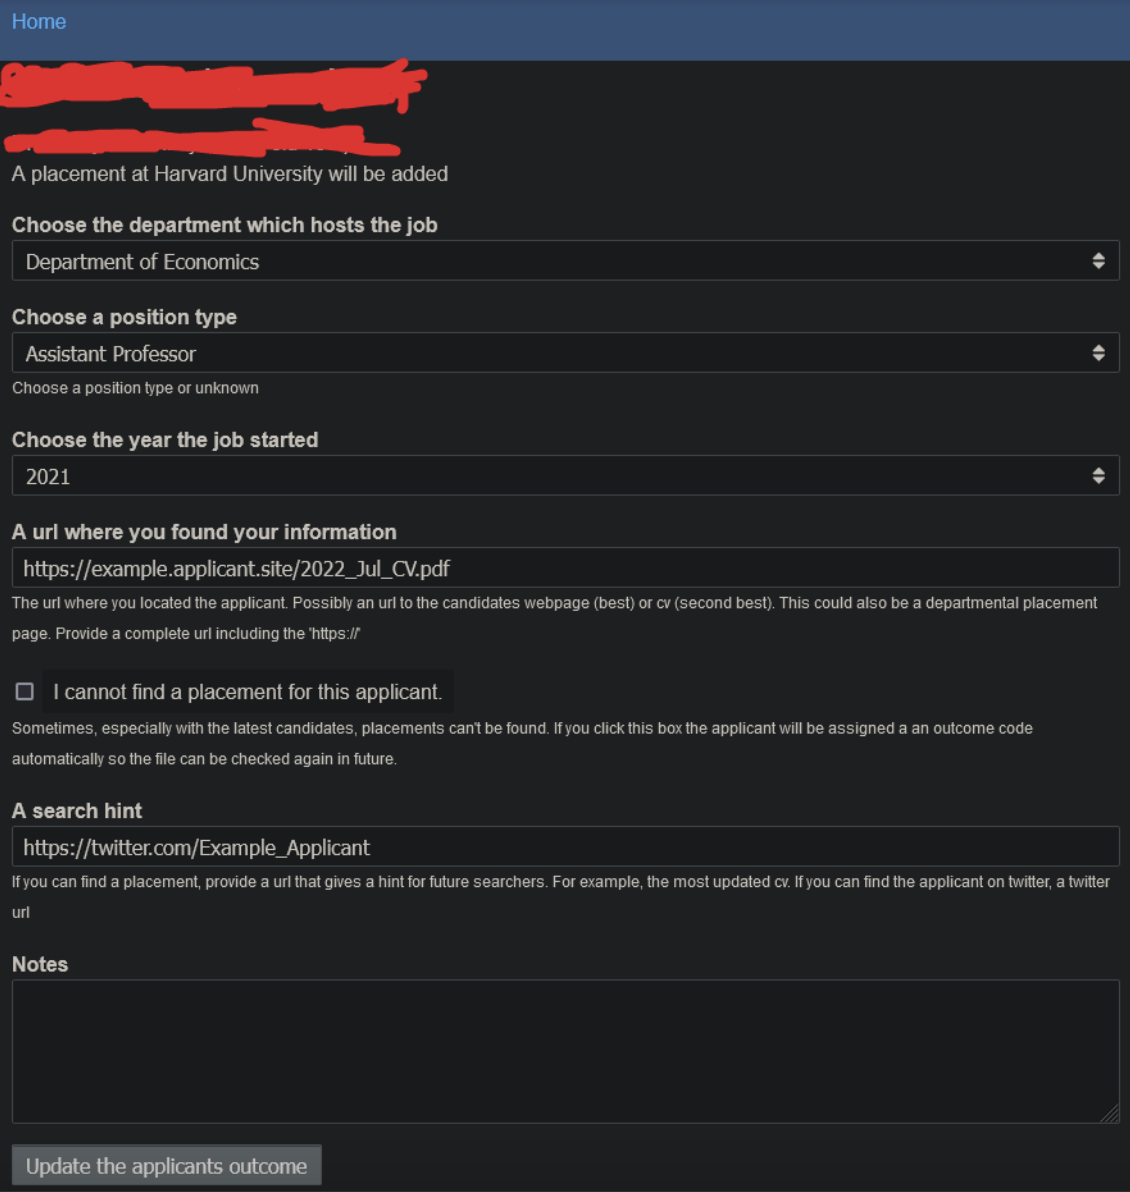 Home
A placement at Harvard University will be added
Choose the department which hosts the job
Department of Economics
Choose a position type
Assistant Professor
Choose a position type or unknown
Choose the year the job started
2021
A url where you found your information
https://example.applicant.site/2022_Jul_CV.pdf
The url where you located the applicant. Possibly an url to the candidates webpage (best) or cv (second best). This could also be a departmental placement
page. Provide a complete url including the 'https://'
I cannot find a placement for this applicant.
Sometimes, especially with the latest candidates, placements can't be found. If you click this box the applicant will be assigned a an outcome code
automatically so the file can be checked again in future.
A search hint
https://twitter.com/Example_Applicant
If you can find a placement, provide a url that gives a hint for future searchers. For example, the most updated cv. If you can find the applicant on twitter, a twitter
url
Notes
Update the applicants outcome